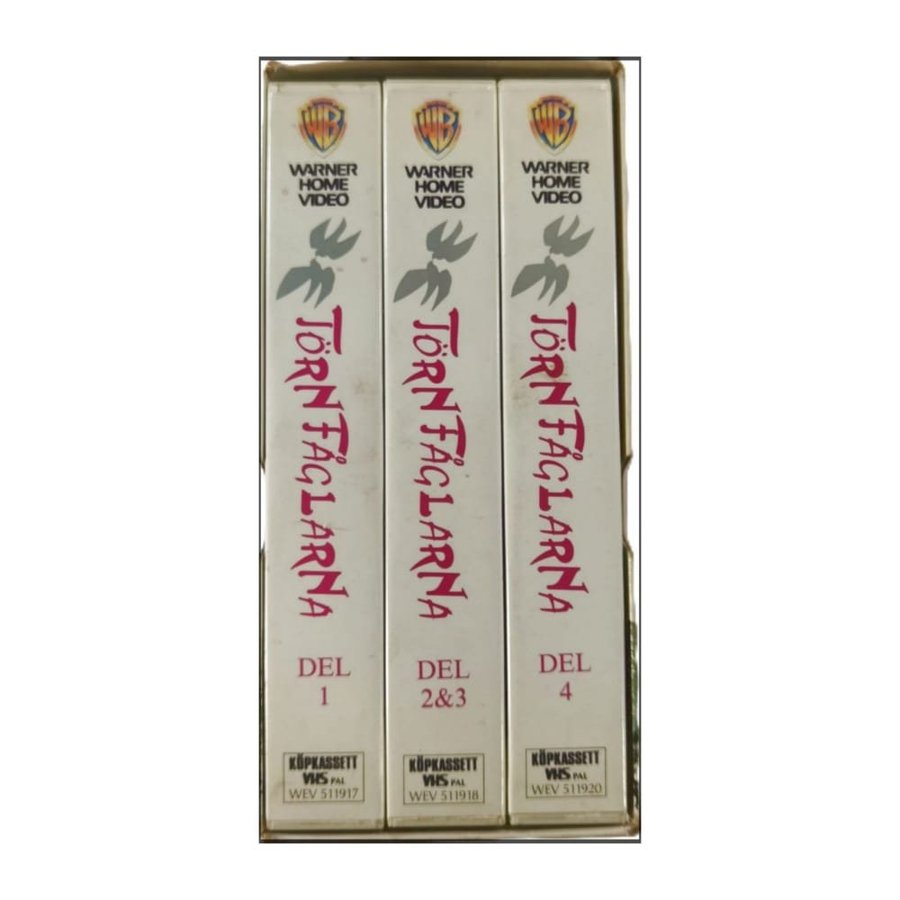 WB
WARNER
HOME
VIDEO
TÖRNFÅGLARNA
DEL
1
KÖPKASSETT
VHS PAL
WEV 511917
WB
WARNER
HOME
VIDEO
TÖRNFÅGLARNA
DEL
2&3
KÖPKASSETT
VHS PAL
WEV 511918
WB
WARNER
HOME
VIDEO
TÖRNFÅGLARNA
DEL
4
KÖPKASSETT
VHS PAL
WEV 511920